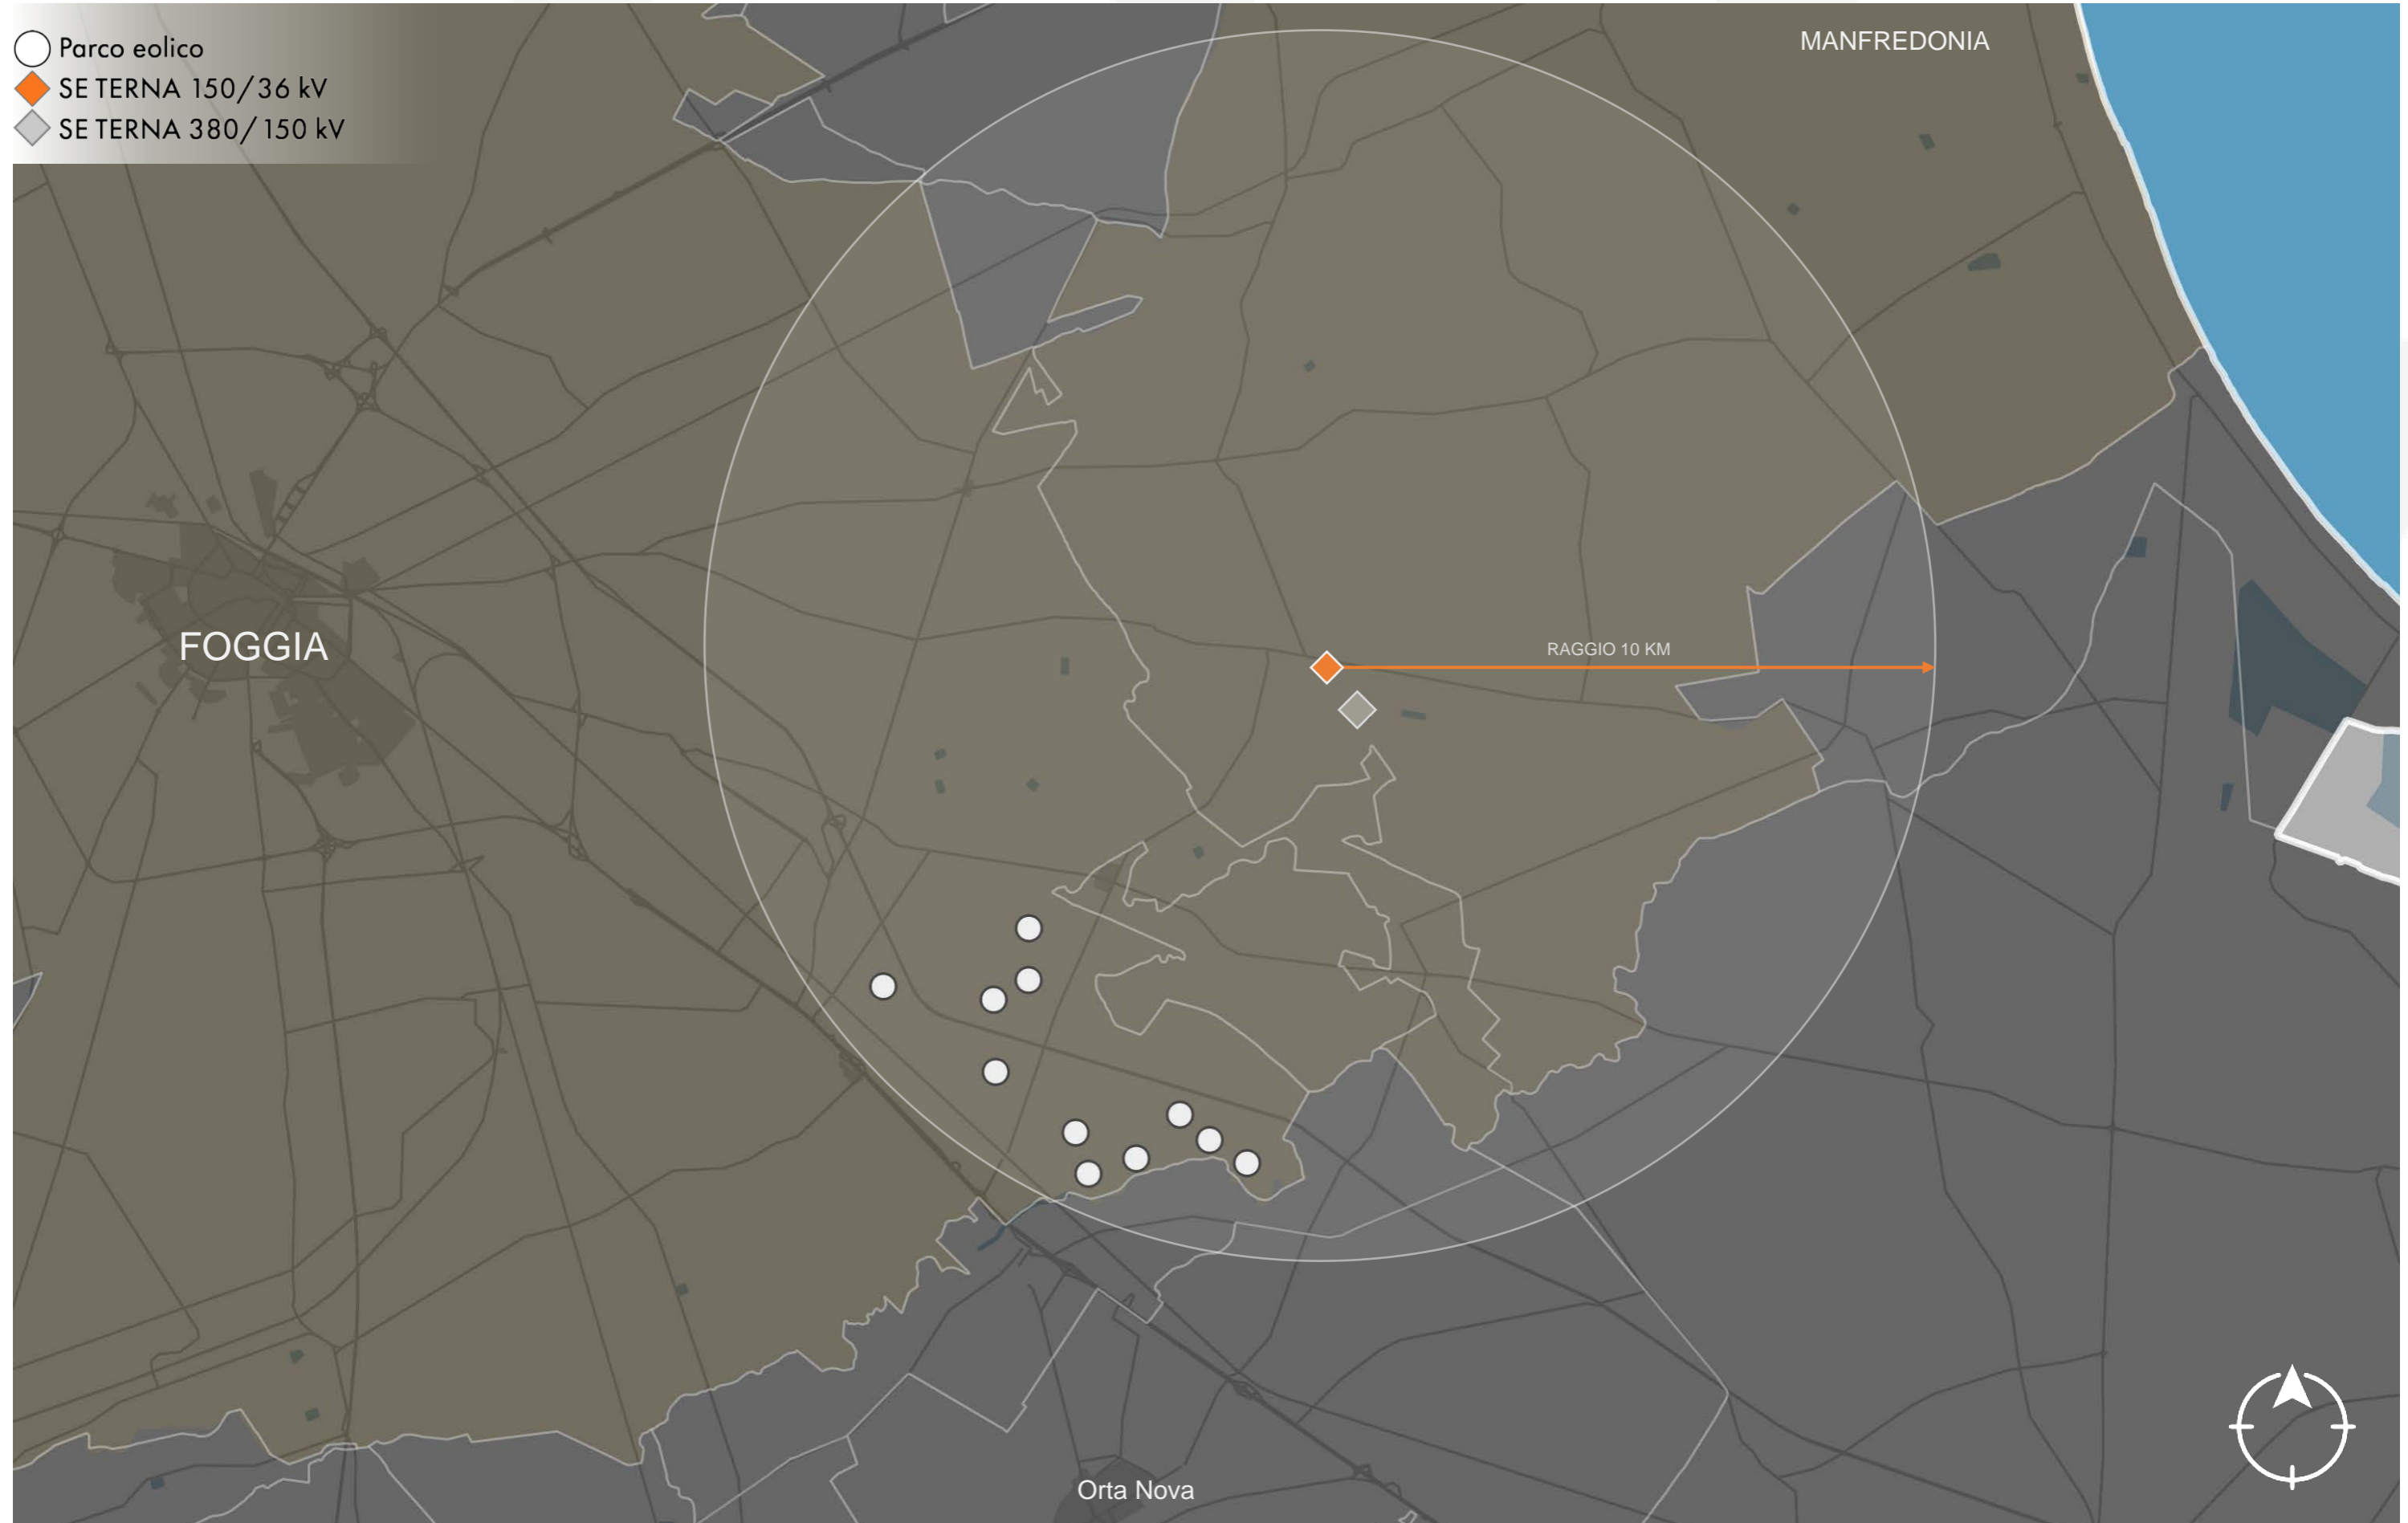 Parco eolico
SE TERNA 150/36 kV
SE TERNA 380/150 kV
MANFREDONIA
FOGGIA
RAGGIO 10 KM
Orta Nova